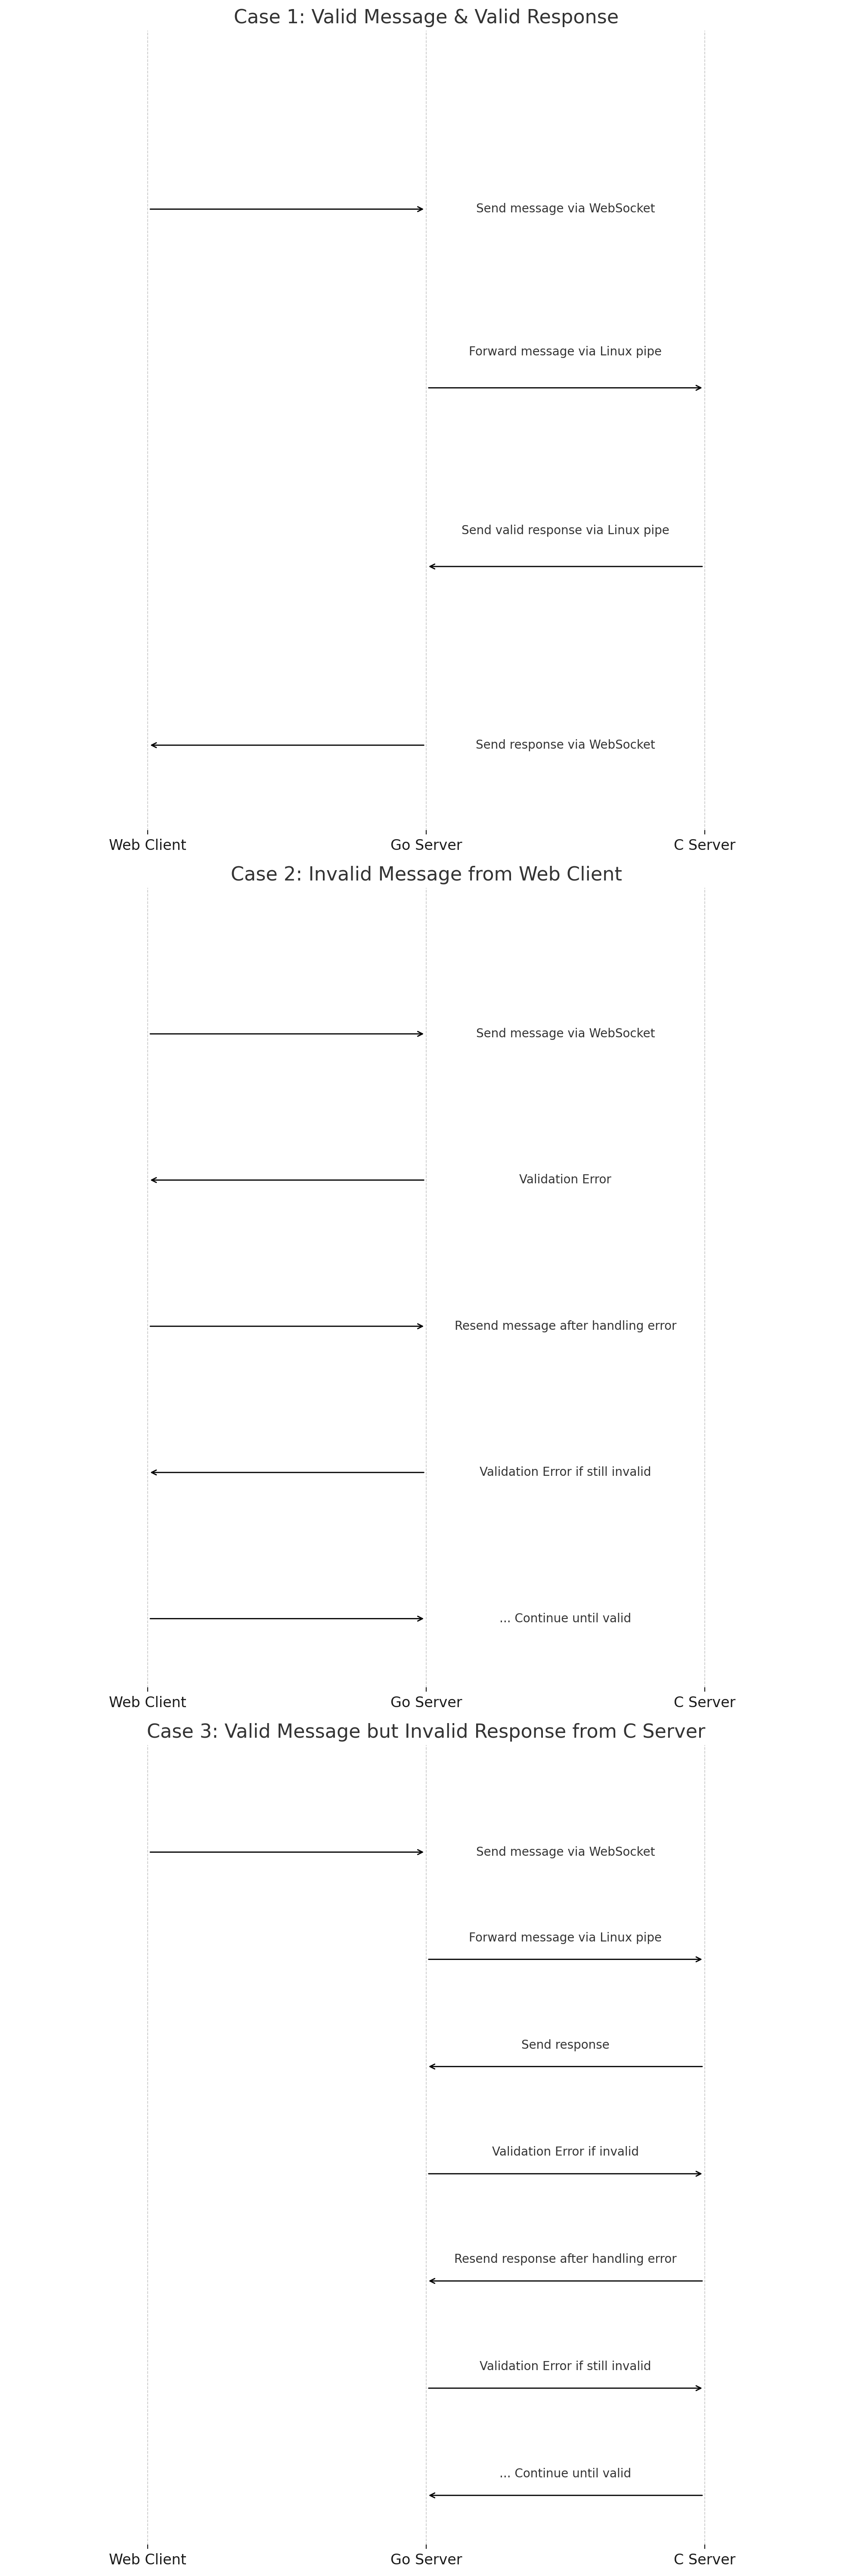 Case 1: Valid Message & Valid Response
Send message via WebSocket
Forward message via Linux pipe
Send valid response via Linux pipe
Send response via WebSocket
Web Client
Go Server
C Server
Case 2: Invalid Message from Web Client
Send message via WebSocket
Validation Error
Resend message after handling error
Validation Error if still invalid
... Continue until valid
Web Client
Go Server
C Server
Case 3: Valid Message but Invalid Response from C Server
Send message via WebSocket
Forward message via Linux pipe
Send response
Validation Error if invalid
Resend response after handling error
Validation Error if still invalid
... Continue until valid
Web Client
Go Server
C Server